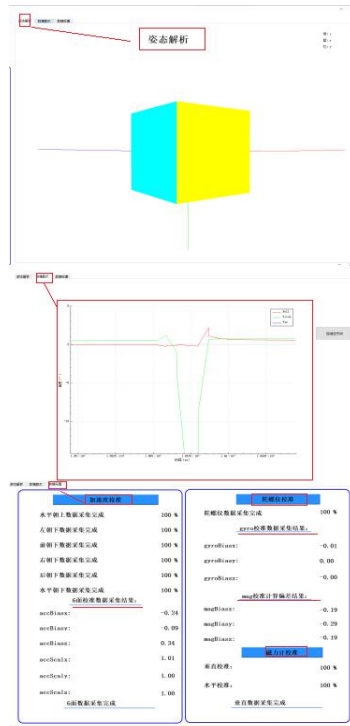 姿态解析
Roll
Pitch
Yaw
加速度校准
水平朝上数据采集完成 100 %
左朝下数据采集完成 100 %
前朝下数据采集完成 100 %
右朝下数据采集完成 100 %
后朝下数据采集完成 100 %
水平朝下数据采集完成 100 %
6面校准数据采集结果:
accBiasx: -0.24
accBiasy: -0.09
accBiasz: 0.34
accScalx: 1.01
accScaly: 1.00
accScalz: 1.00
6面数据采集完成
陀螺仪校准
陀螺仪数据采集完成 100 %
gyro校准数据采集结果:
gyroBiasx: -0.01
gyroBiasy: 0.00
gyroBiasz: -0.00
mag校准计算偏差结果:
magBiasx: -0.19
magBiasy: -0.29
magBiasz: -0.19
磁力计校准
垂直校准: 100 %
水平校准: 100 %
垂直数据采集完成